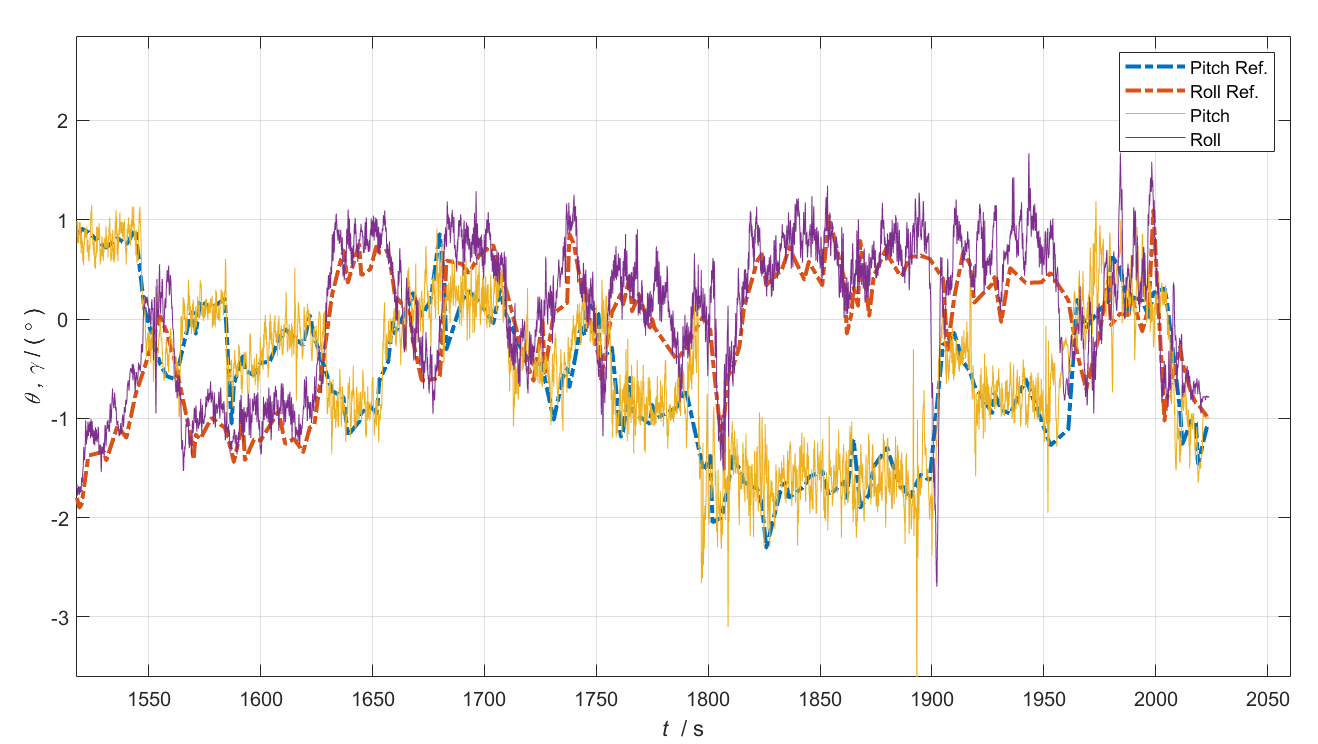 Pitch Ref.
Roll Ref.
Pitch
Roll
2
1
0
-1
-2
-3
θ, γ / ( ° )
1550 1600 1650 1700 1750 1800 1850 1900 1950 2000 2050
t / s